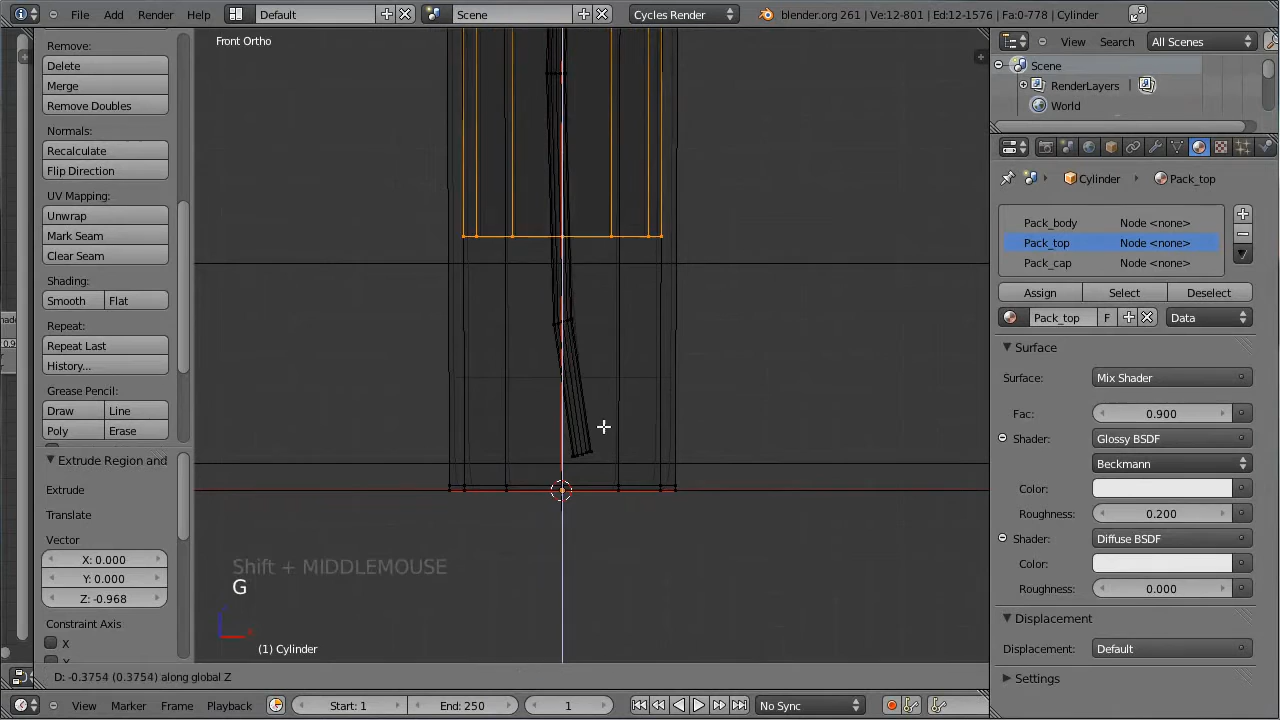 File Add Render Help Default Scene Cycles Render blender.org 261 | Ve:12-801 | Ed:12-1576 | Fa:0-778 | Cylinder
Remove:
Delete
Merge
Remove Doubles
Normals:
Recalculate
Flip Direction
UV Mapping:
Unwrap
Mark Seam
Clear Seam
Shading:
Smooth Flat
Repeat:
Repeat Last
History...
Grease Pencil:
Draw Line
Poly Erase
Extrude Region and
Extrude
Translate
Vector
X: 0.000
Y: 0.000
Z: -0.968
Constraint Axis
X
Front Ortho
Shift + MIDDLEMOUSE
G
(1) Cylinder
D: -0.3754 (0.3754) along global Z
View Search All Scenes
Scene
RenderLayers |
World
Cylinder Pack_top
Pack_body Node <none>
Pack_top Node <none>
Pack_cap Node <none>
Assign Select Deselect
Pack_top F Data
Surface
Surface: Mix Shader
Fac: 0.900
Shader: Glossy BSDF
Beckmann
Color:
Roughness: 0.200
Shader: Diffuse BSDF
Color:
Roughness: 0.000
Displacement
Displacement: Default
Settings
View Marker Frame Playback Start: 1 End: 250 1 No Sync